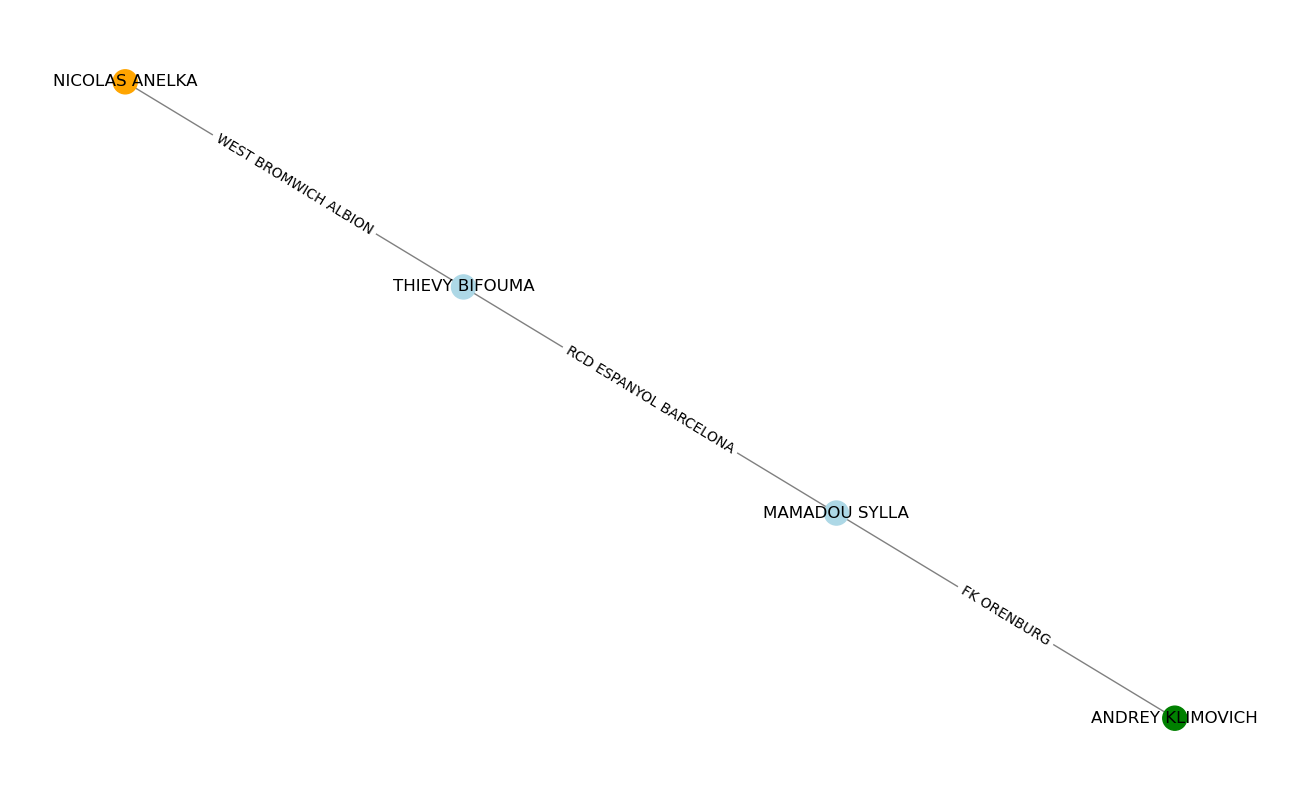 NICOLAS ANELKA
WEST BROMWICH ALBION
THIEVY BIFOUMA
RCD ESPANYOL BARCELONA
MAMADOU SYLLA
FK ORENBURG
ANDREY KLIMOVICH